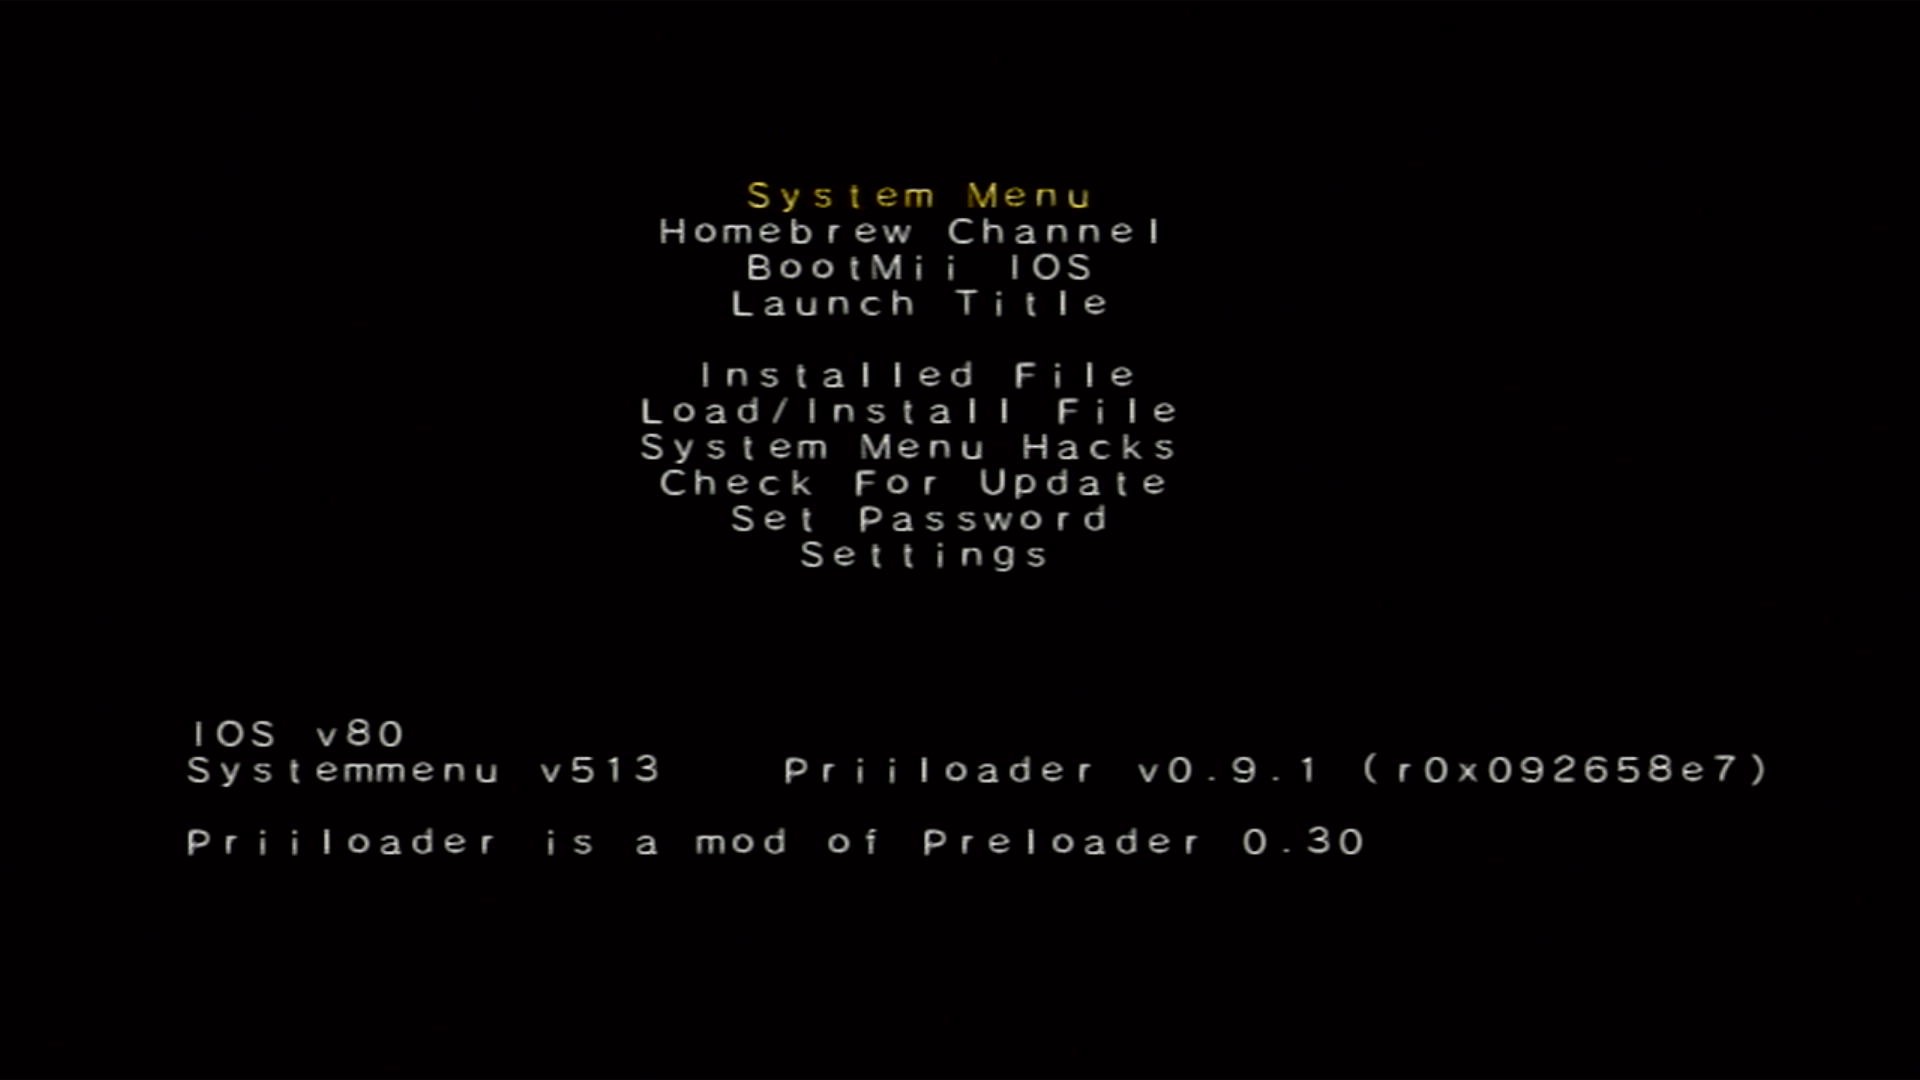 System Menu
Homebrew Channel
BootMii IOS
Launch Title
Installed File
Load/Install File
System Menu Hacks
Check For Update
Set Password
Settings
IOS v80
Systemmenu v513 Priiloader v0.9.1 (r0x092658e7)
Priiloader is a mod of Preloader 0.30